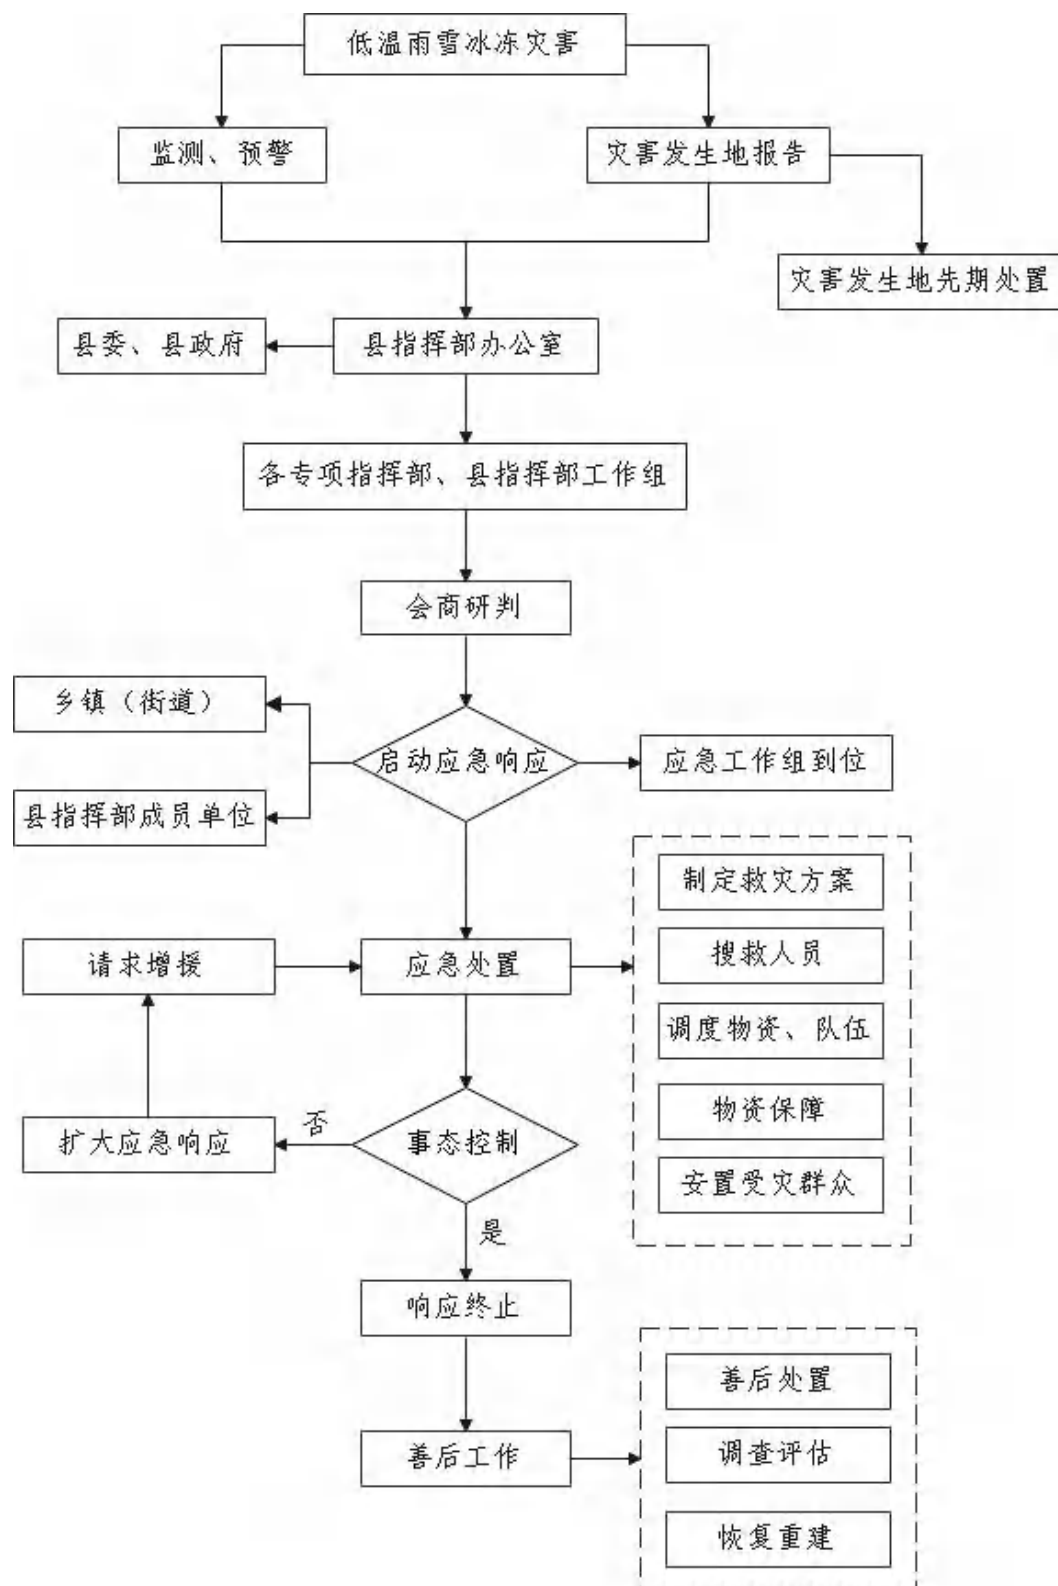 低温雨雪冰冻灾害
监测、预警
灾害发生地报告
灾害发生地先期处置
县委、县政府
县指挥部办公室
各专项指挥部、县指挥部工作组
会商研判
乡镇（街道）
启动应急响应
应急工作组到位
县指挥部成员单位
制定救灾方案
请求增援
应急处置
搜救人员
调度物资、队伍
物资保障
扩大应急响应
否
事态控制
安置受灾群众
是
响应终止
善后处置
善后工作
调查评估
恢复重建